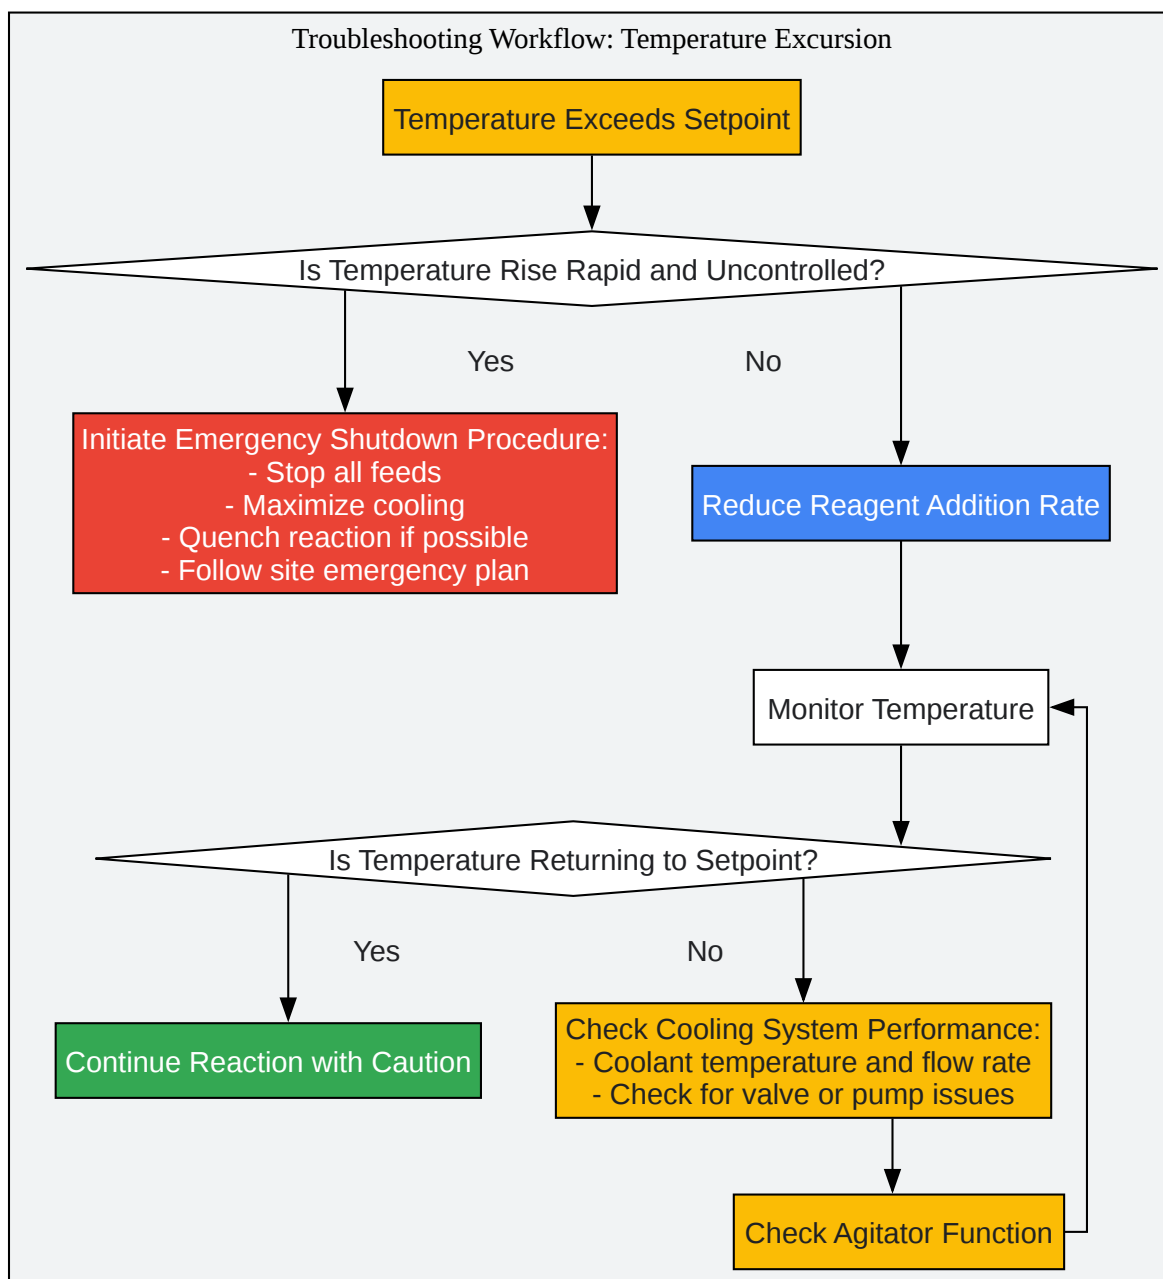 Troubleshooting Workflow: Temperature Excursion
Temperature Exceeds Setpoint
Is Temperature Rise Rapid and Uncontrolled?
Yes
No
Initiate Emergency Shutdown Procedure:
- Stop all feeds
- Maximize cooling
- Quench reaction if possible
- Follow site emergency plan
Reduce Reagent Addition Rate
Monitor Temperature
Is Temperature Returning to Setpoint?
Yes
No
Continue Reaction with Caution
Check Cooling System Performance:
- Coolant temperature and flow rate
- Check for valve or pump issues
Check Agitator Function